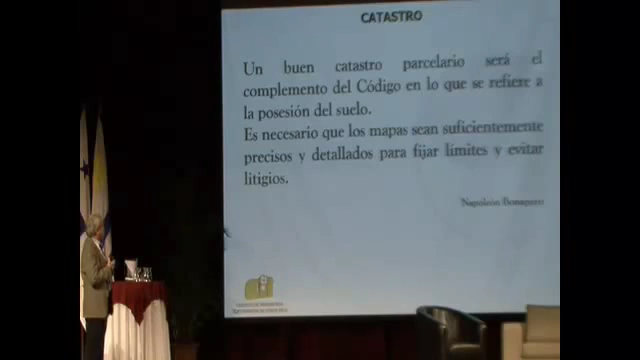 CATASTRO
Un buen catastro parcelario será el
complemento del Código en lo que se refiere a
la posesión del suelo.
Es necesario que los mapas sean suficientemente
precisos y detallados para fijar limites y evitar
litigios.
Napoleón Bonaparte